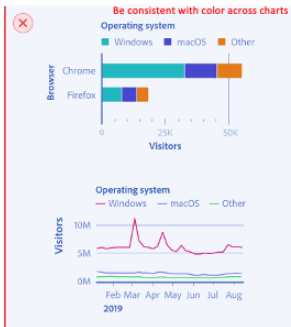 Be consistent with color across charts
Operating system
Windows macOS Other
Browser
Chrome
Firefox
0 25K 50K
Visitors
Operating system
Windows macOS Other
Visitors
10M
5M
0M
Feb Mar Apr May Jun Jul Aug
2019